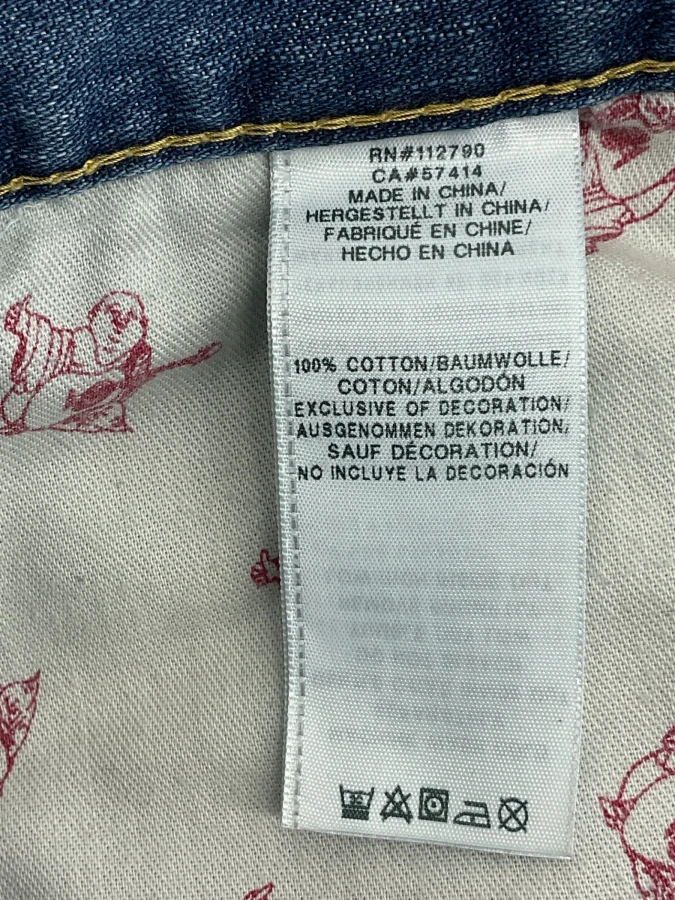 RN#112790
CA#57414
MADE IN CHINA/
HERGESTELLT IN CHINA/
FABRIQUÉ EN CHINE/
HECHO EN CHINA
100% COTTON/BAUMWOLLE/
COTON/ALGODÓN
EXCLUSIVE OF DECORATION/
AUSGENOMMEN DEKORATION,
SAUF DÉCORATION/
NO INCLUYE LA DECORACIÓN